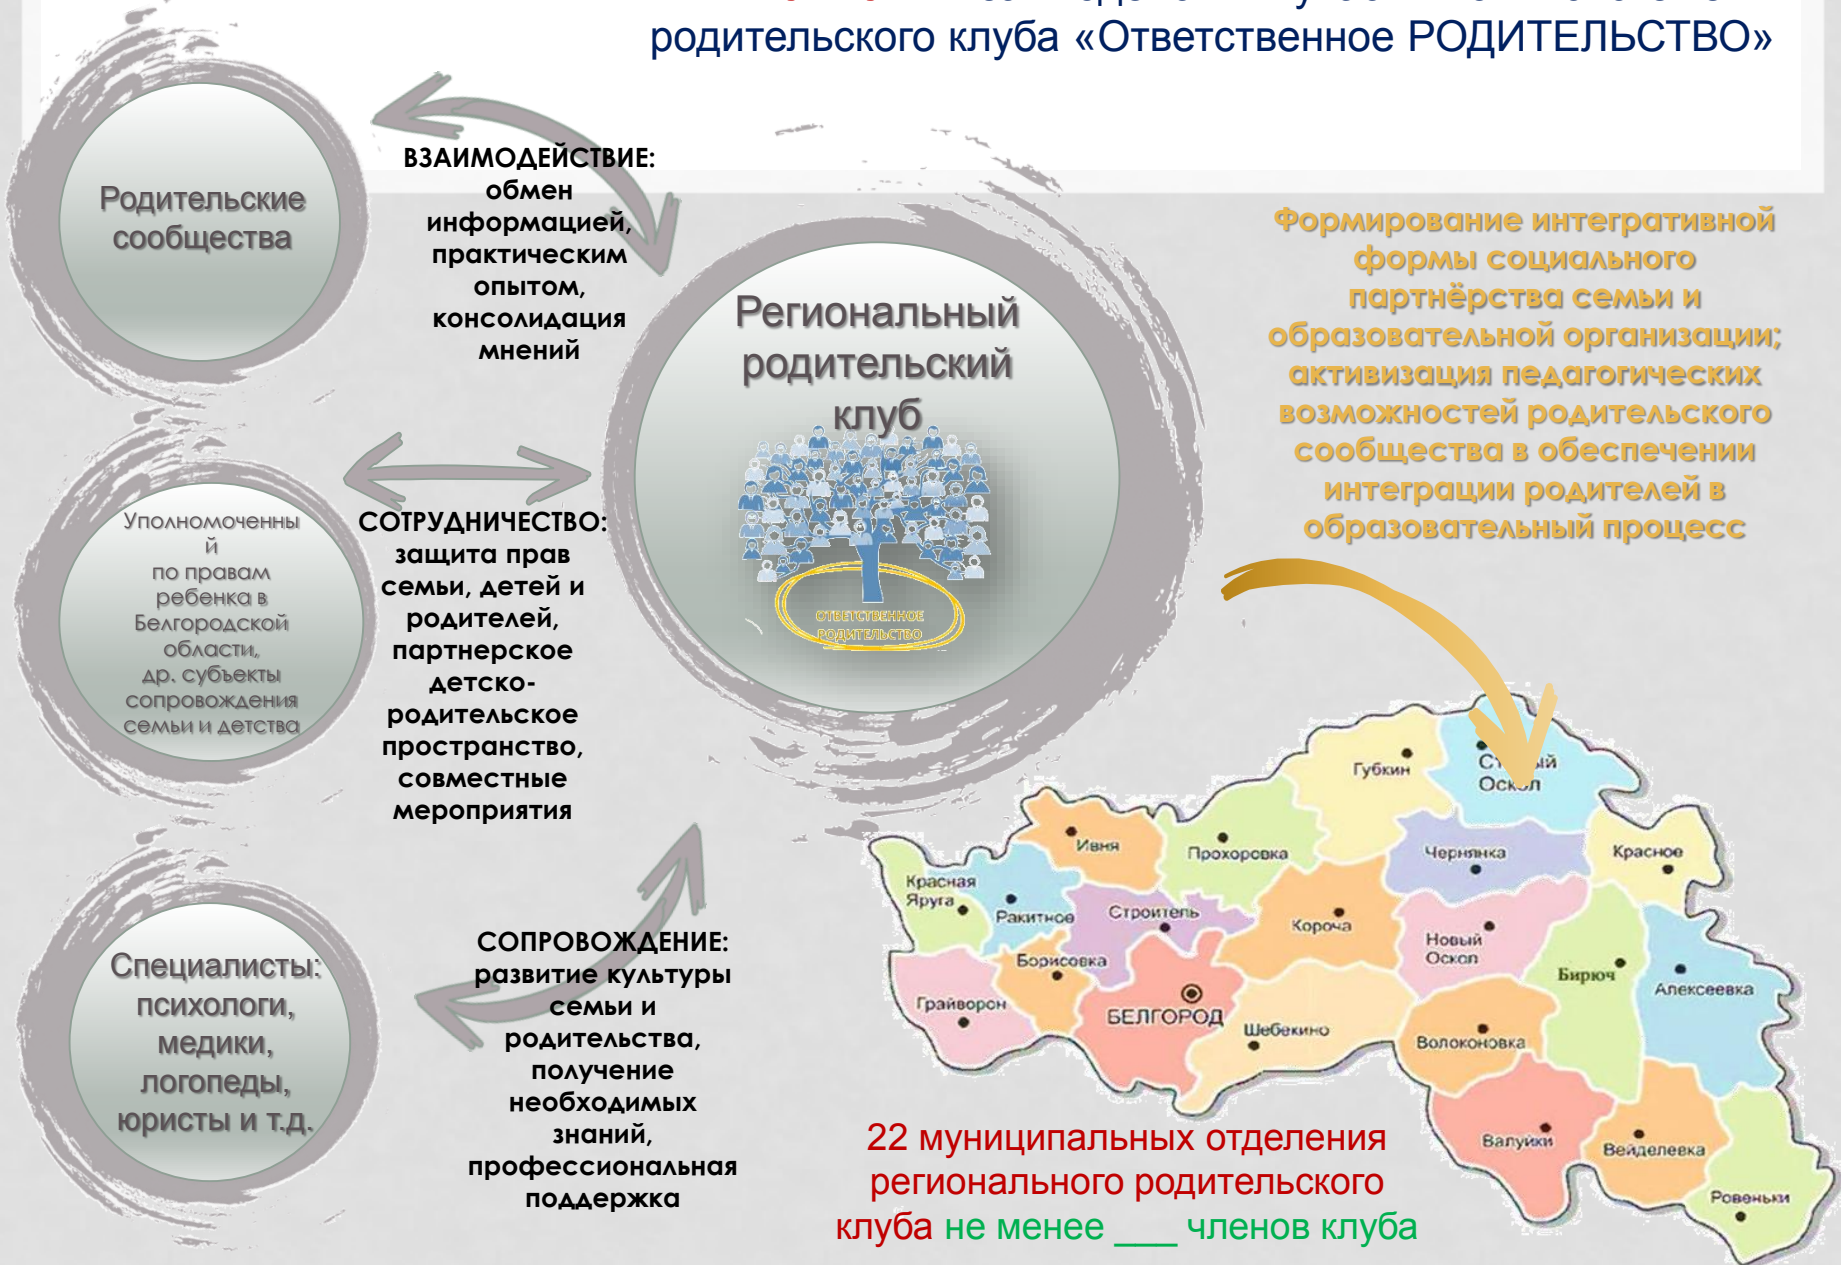 родительского клуба «Ответственное РОДИТЕЛЬСТВО»
Родительские
сообщества
ВЗАИМОДЕЙСТВИЕ:
обмен
информацией,
практическим
опытом,
консолидация
мнений
Региональный
родительский
клуб
ОТВЕТСТВЕННОЕ
РОДИТЕЛЬСТВО
Формирование интегративной
формы социального
партнёрства семьи и
образовательной организации;
активизация педагогических
возможностей родительского
сообщества в обеспечении
интеграции родителей в
образовательный процесс
Уполномоченны
й
по правам
ребенка в
Белгородской
области,
др. субъекты
сопровождения
семьи и детства
СОТРУДНИЧЕСТВО:
защита прав
семьи, детей и
родителей,
партнерское
детско-
родительское
пространство,
совместные
мероприятия
Специалисты:
психологи,
медики,
логопеды,
юристы и т.д.
СОПРОВОЖДЕНИЕ:
развитие культуры
семьи и
родительства,
получение
необходимых
знаний,
профессиональная
поддержка
Губкин
Оскол
Ивня
Прохоровка
Чернянка
Красное
Красная
Яруга
Ракитное
Строитель
Короча
Новый
Оскол
Бирюч
Алексеевка
Борисовка
Грайворон
БЕЛГОРОД
Шебекино
Волоконовка
Валуйки
Вейделевка
Ровеньки
22 муниципальных отделения
регионального родительского
клуба не менее ___ членов клуба